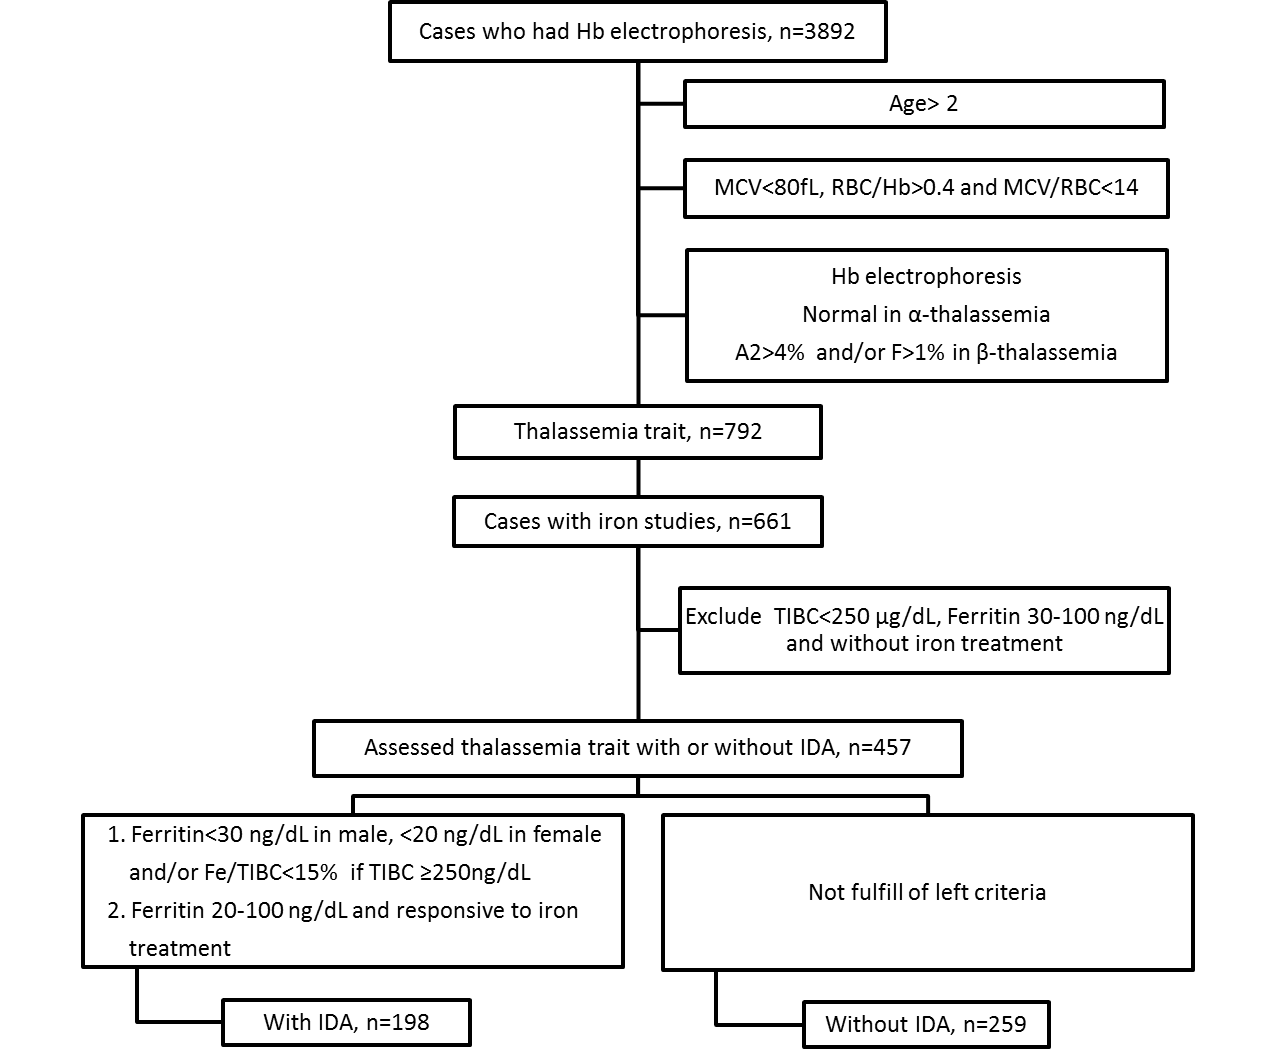 Cases who had Hb electrophoresis, n=3892
Age> 2
MCV<80fL, RBC/Hb>0.4 and MCV/RBC<14
Hb electrophoresis
Normal in α-thalassemia
A2>4%  and/or F>1% in β-thalassemia
Thalassemia trait, n=792
Cases with iron studies, n=661
Exclude  TIBC<250 µg/dL, Ferritin 30-100 ng/dL
and without iron treatment
Assessed thalassemia trait with or without IDA, n=457
1. Ferritin<30 ng/dL in male, <20 ng/dL in female
and/or Fe/TIBC<15%  if TIBC ≥250ng/dL
2. Ferritin 20-100 ng/dL and responsive to iron
treatment
Not fulfill of left criteria
With IDA, n=198
Without IDA, n=259